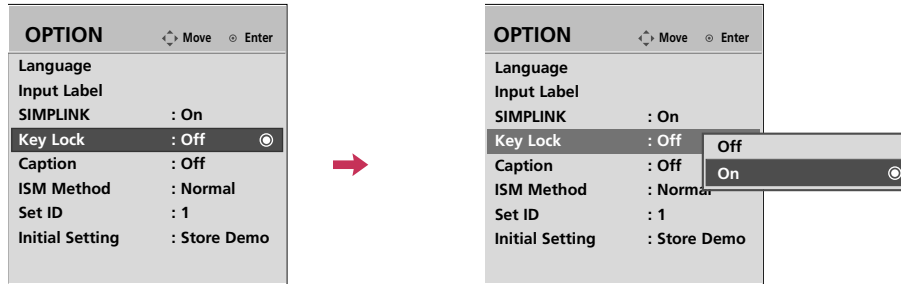 OPTION Move Enter
Language
Input Label
SIMPLINK : On
Key Lock : Off
Caption : Off
ISM Method : Normal
Set ID : 1
Initial Setting : Store Demo
OPTION Move Enter
Language
Input Label
SIMPLINK : On
Key Lock : Off
Caption : Off
ISM Method : Normal
Set ID : 1
Initial Setting : Store Demo
Off
On